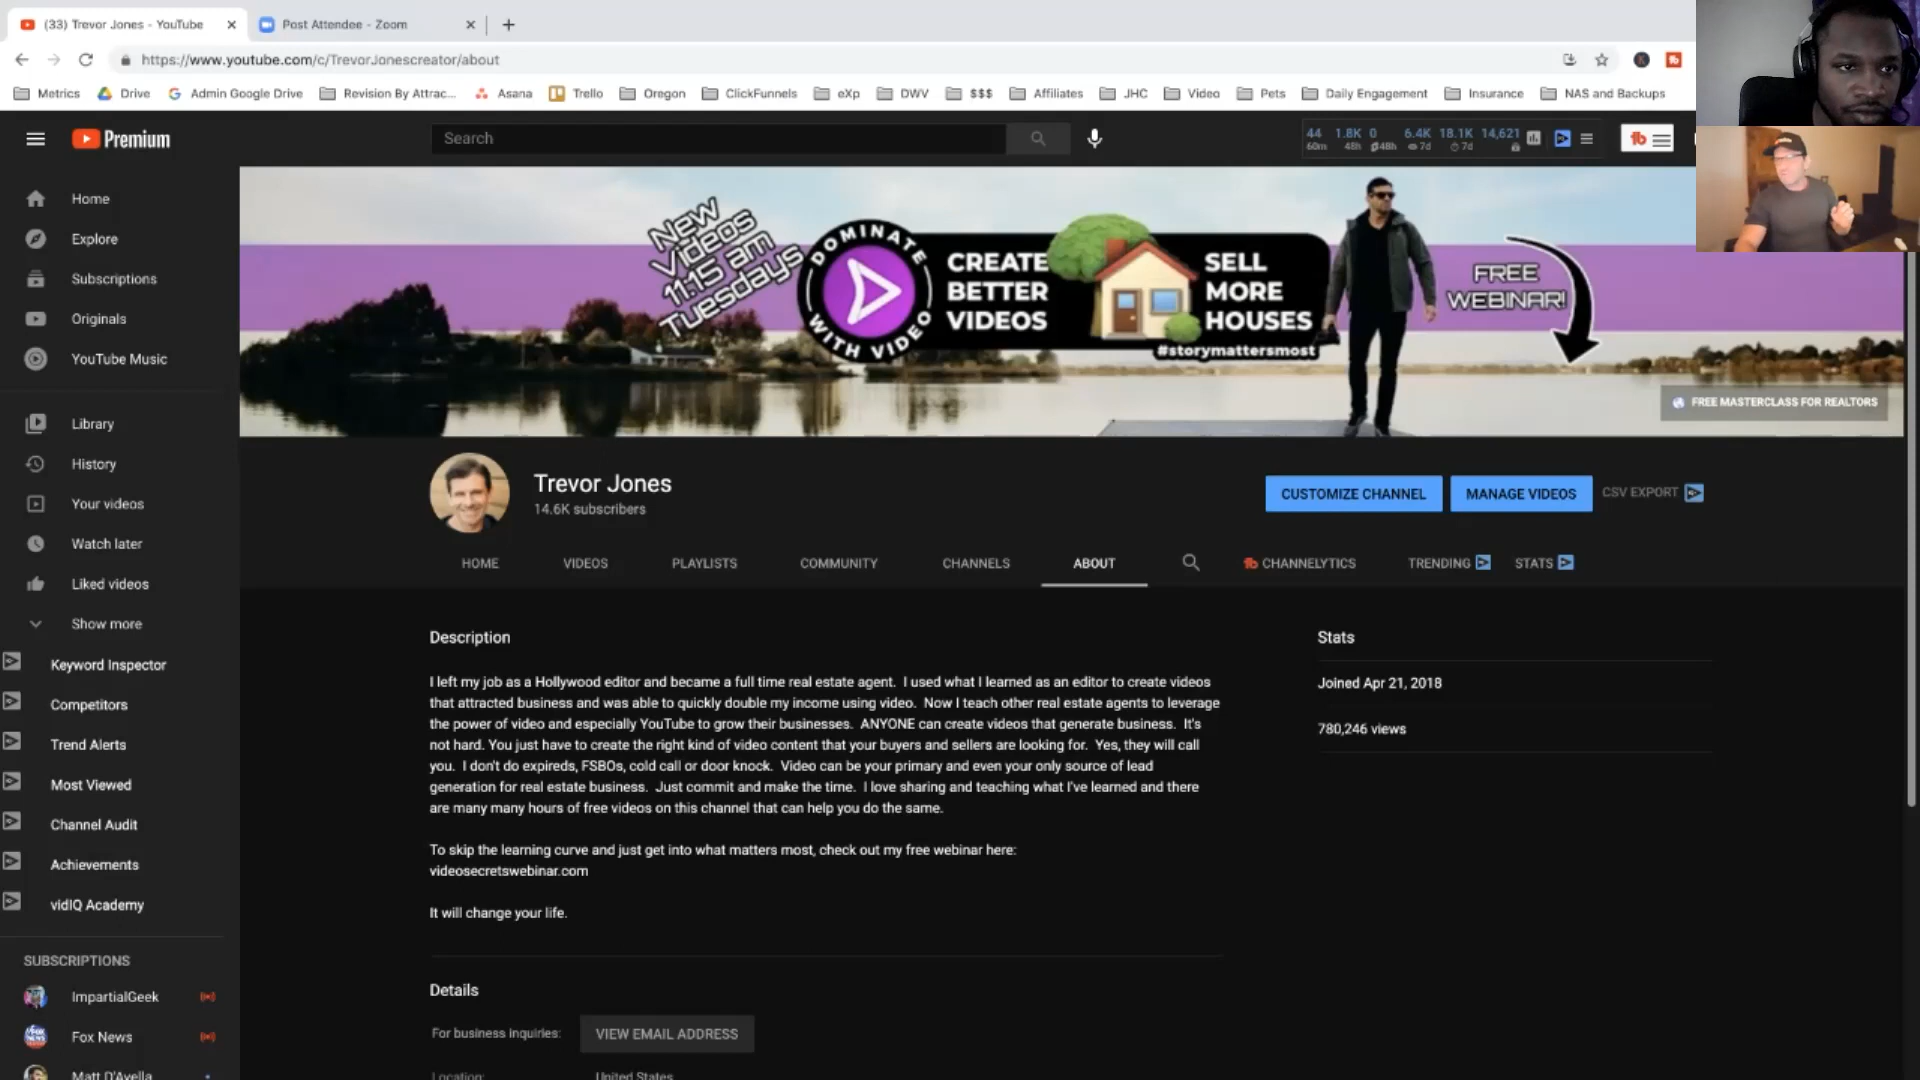 (33) Trevor Jones - YouTube
Post Attendee - Zoom
https://www.youtube.com/c/TrevorJonescreator/about
Metrics
Drive
Admin Google Drive
Revision By Attrac...
Asana
Trello
Oregon
ClickFunnels
eXp
DWV
$$$
Affiliates
JHC
Video
Pets
Daily Engagement
Insurance
NAS and Backups
Premium
Search
44 1.8K 0 6.4K 18.1K 14,621
60m 48h 48h 7d 7d
Home
Explore
Subscriptions
Originals
YouTube Music
Library
History
Your videos
Watch later
Liked videos
Show more
Keyword Inspector
Competitors
Trend Alerts
Most Viewed
Channel Audit
Achievements
vidIQ Academy
SUBSCRIPTIONS
ImpartialGeek
Fox News
Matt D'Avella
New
Videos
11:15 am
Tuesdays
DOMINATE
WITH VIDEO
CREATE
BETTER
VIDEOS
SELL
MORE
HOUSES
#storymattersmost
FREE
WEBINAR!
FREE MASTERCLASS FOR REALTORS
Trevor Jones
14.6K subscribers
CUSTOMIZE CHANNEL
MANAGE VIDEOS
CSV EXPORT
HOME
VIDEOS
PLAYLISTS
COMMUNITY
CHANNELS
ABOUT
CHANNELYTICS
TRENDING
STATS
Description
I left my job as a Hollywood editor and became a full time real estate agent. I used what I learned as an editor to create videos
that attracted business and was able to quickly double my income using video. Now I teach other real estate agents to leverage
the power of video and especially YouTube to grow their businesses. ANYONE can create videos that generate business. It's
not hard. You just have to create the right kind of video content that your buyers and sellers are looking for. Yes, they will call
you. I don't do expireds, FSBOs, cold call or door knock. Video can be your primary and even your only source of lead
generation for real estate business. Just commit and make the time. I love sharing and teaching what I've learned and there
are many many hours of free videos on this channel that can help you do the same.
To skip the learning curve and just get into what matters most, check out my free webinar here:
videosecretswebinar.com
It will change your life.
Stats
Joined Apr 21, 2018
780,246 views
Details
For business inquiries:
VIEW EMAIL ADDRESS
Location:
United States